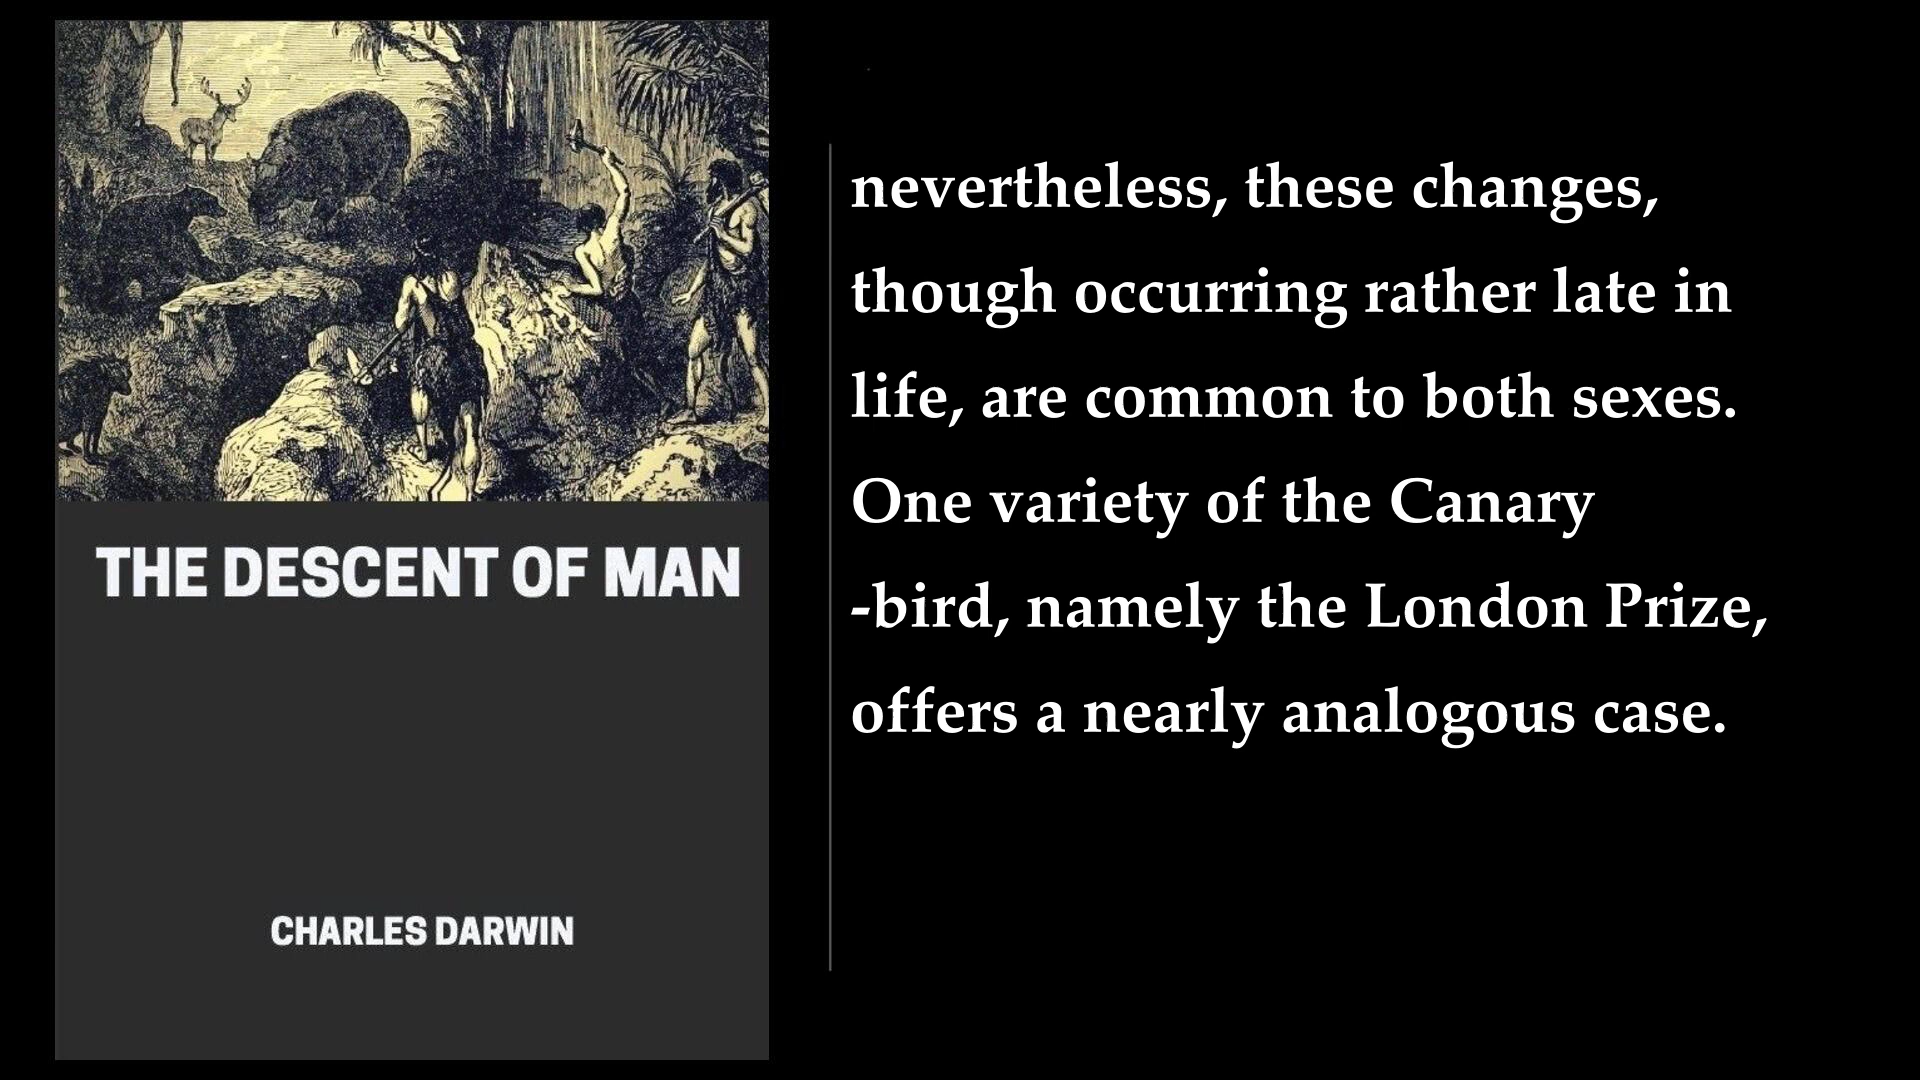 THE DESCENT OF MAN
CHARLES DARWIN
nevertheless, these changes,
though occurring rather late in
life, are common to both sexes.
One variety of the Canary
-bird, namely the London Prize,
offers a nearly analogous case.